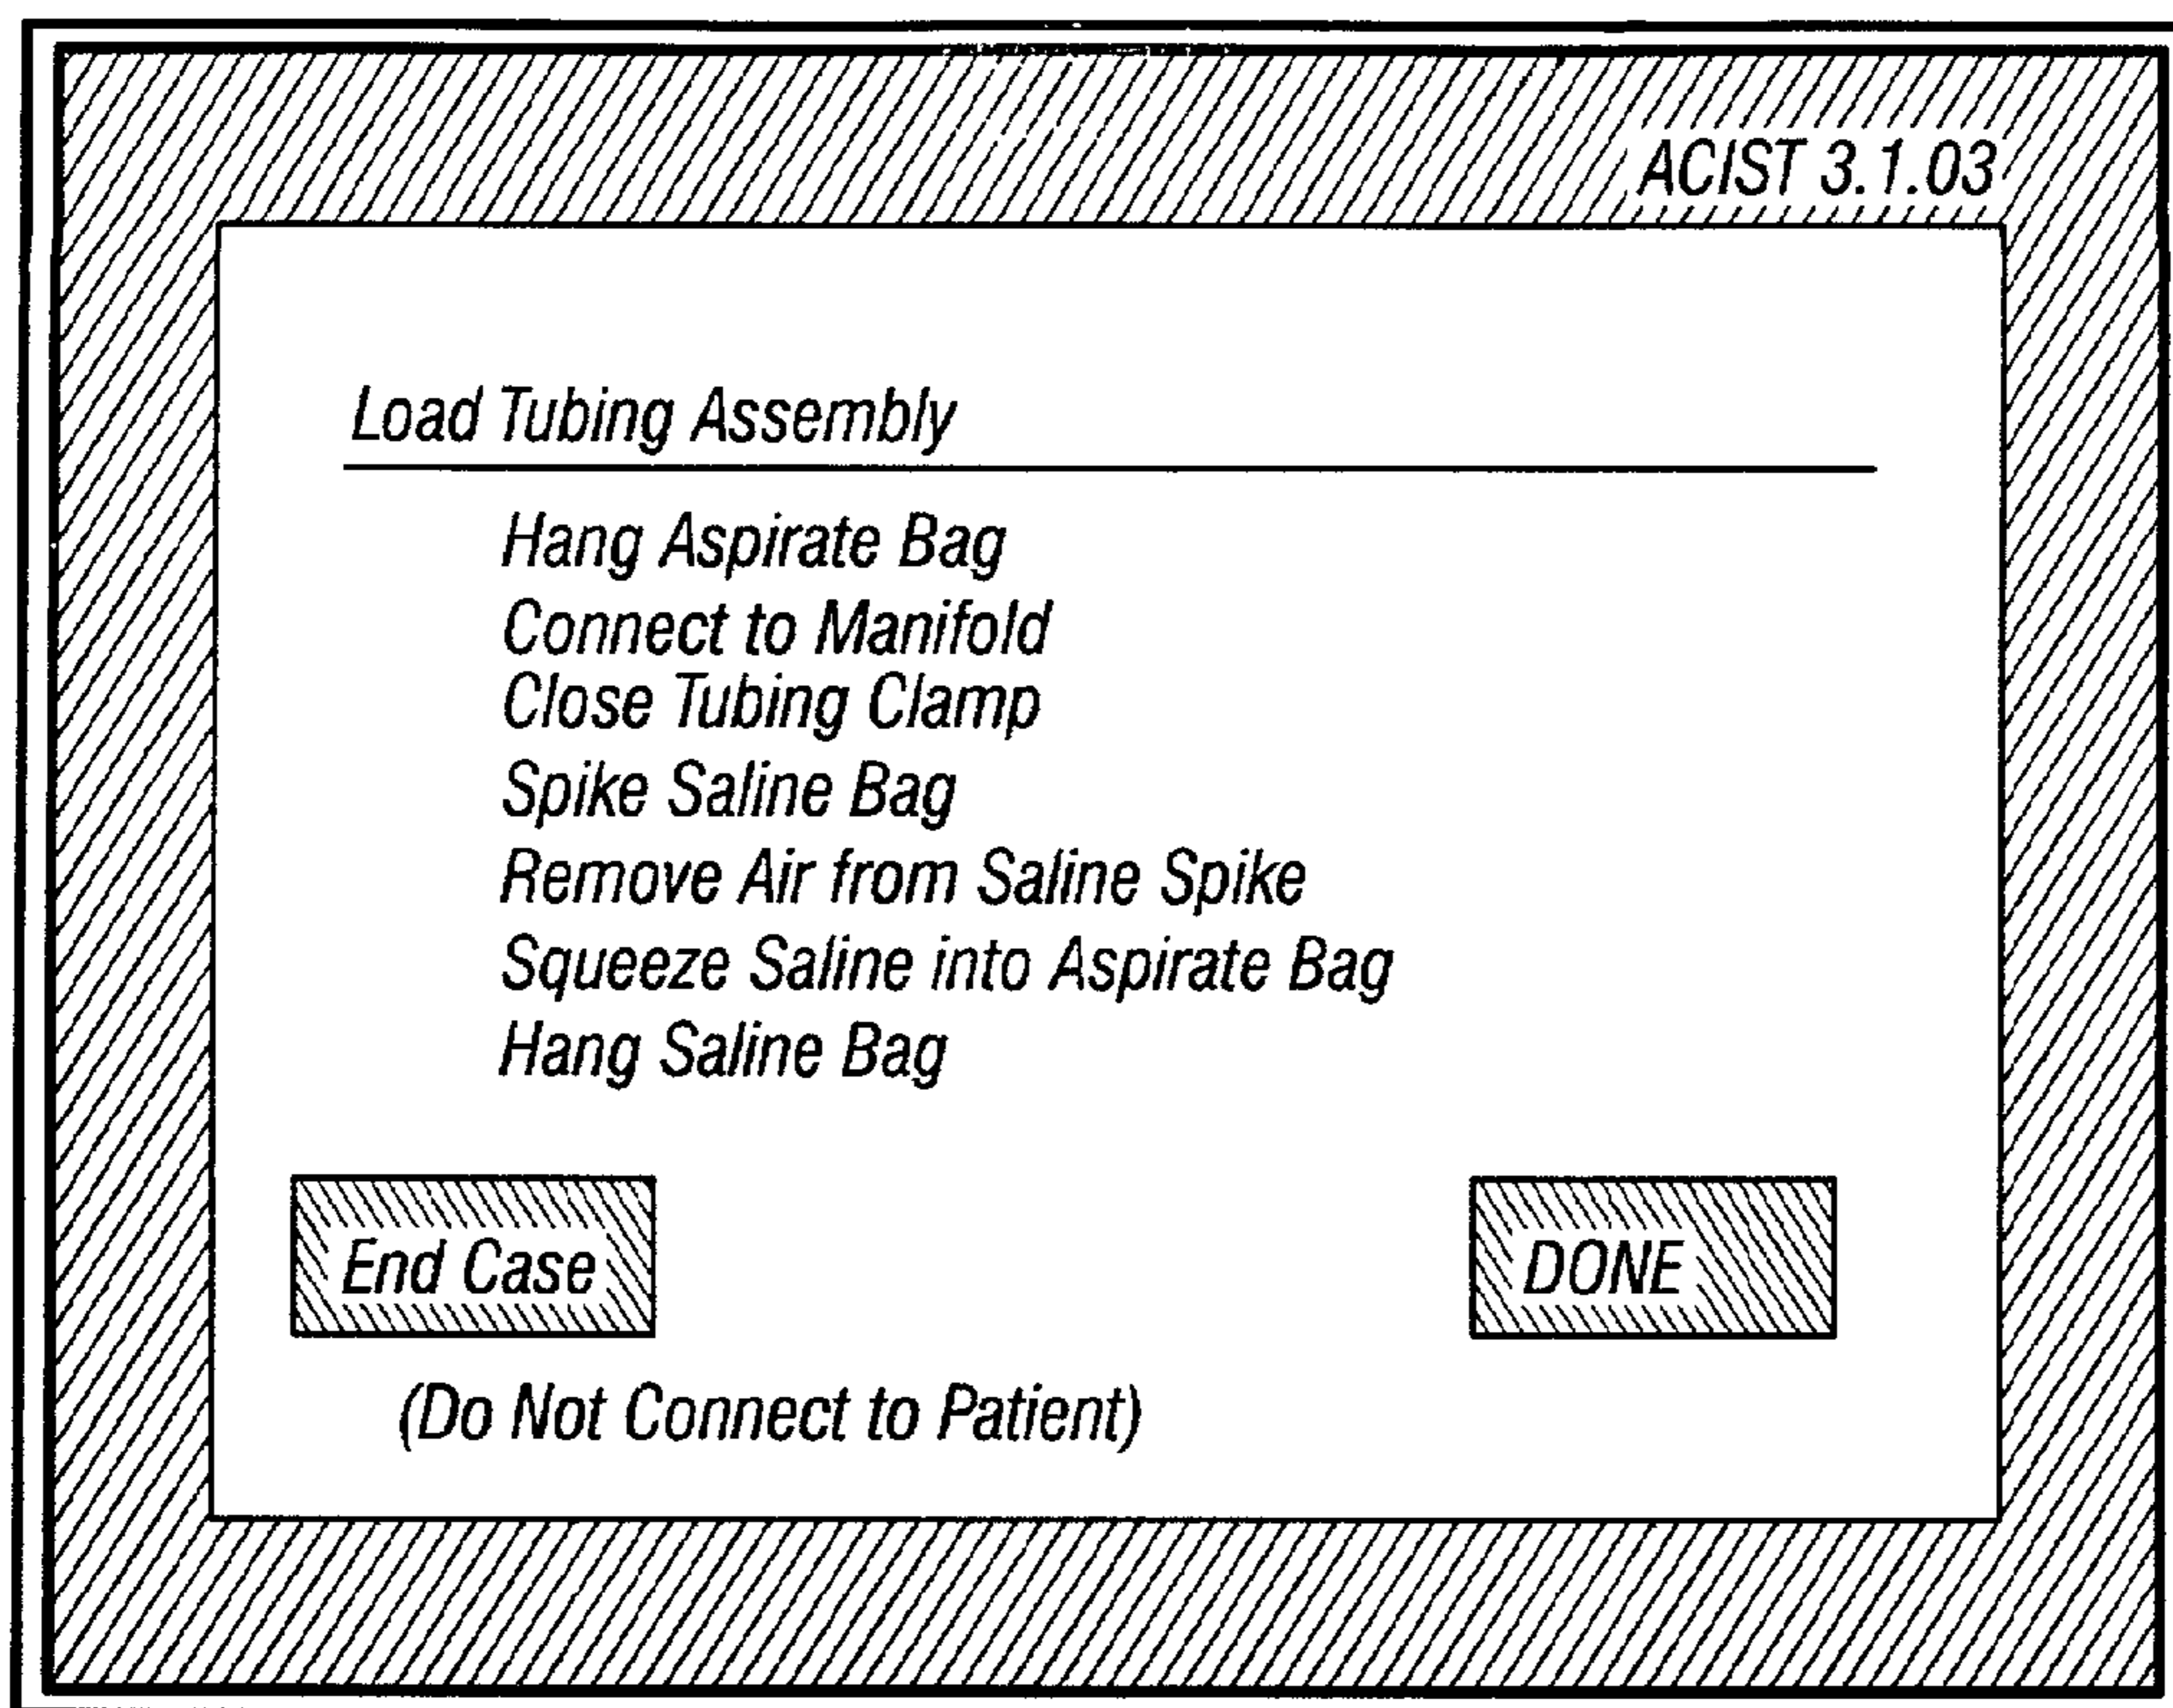 ACIST 3.1.03
Load Tubing Assembly
Hang Aspirate Bag
Connect to Manifold
Close Tubing Clamp
Spike Saline Bag
Remove Air from Saline Spike
Squeeze Saline into Aspirate Bag
Hang Saline Bag
End Case
DONE
(Do Not Connect to Patient)